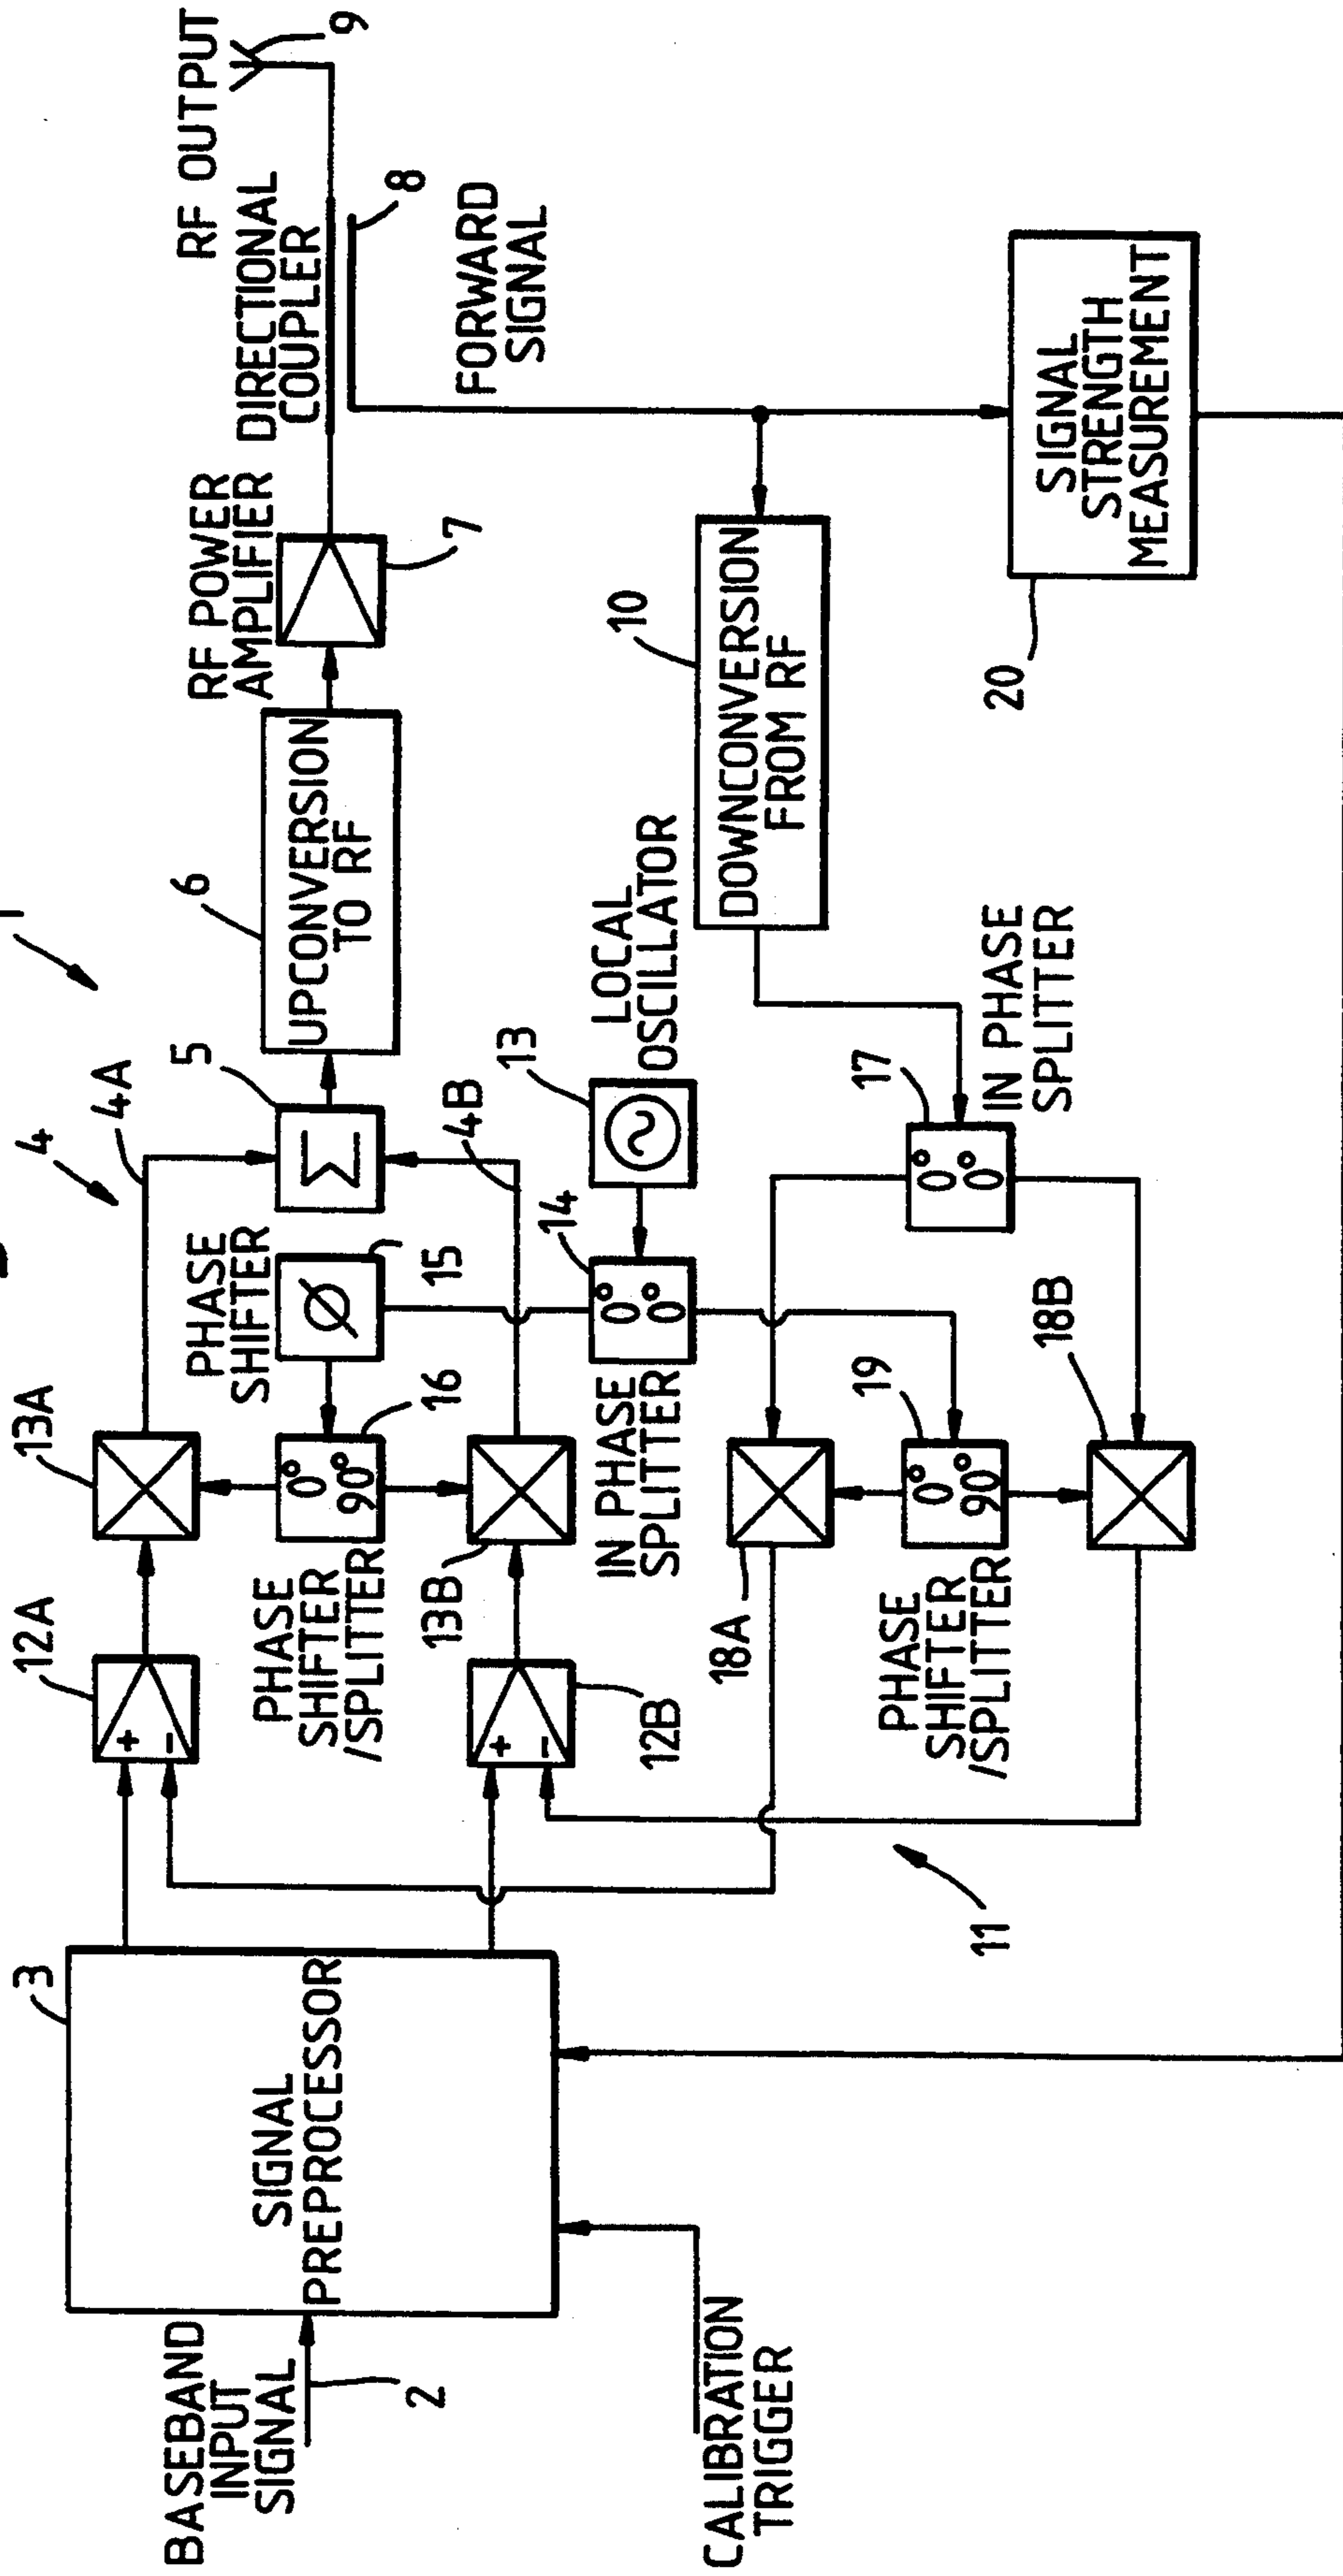 1
4
4A
4B
3
12A
13A
5
6
RF OUTPUT
9
DIRECTIONAL
COUPLER
8
RF POWER
AMPLIFIER
7
UPCONVERSION
TO RF
Σ
PHASE
SHIFTER
Ø
15
16
0°
90°
PHASE
SHIFTER
/SPLITTER
+
-
BASEBAND
INPUT
SIGNAL
2
SIGNAL
PREPROCESSOR
+
-
12B
13B
14
0°
0°
IN PHASE
SPLITTER
13
LOCAL
OSCILLATOR
FORWARD
SIGNAL
10
DOWNCONVERSION
FROM RF
17
0°
0°
IN PHASE
SPLITTER
18A
19
0°
90°
PHASE
SHIFTER
/SPLITTER
18B
11
CALIBRATION
TRIGGER
20
SIGNAL
STRENGTH
MEASUREMENT